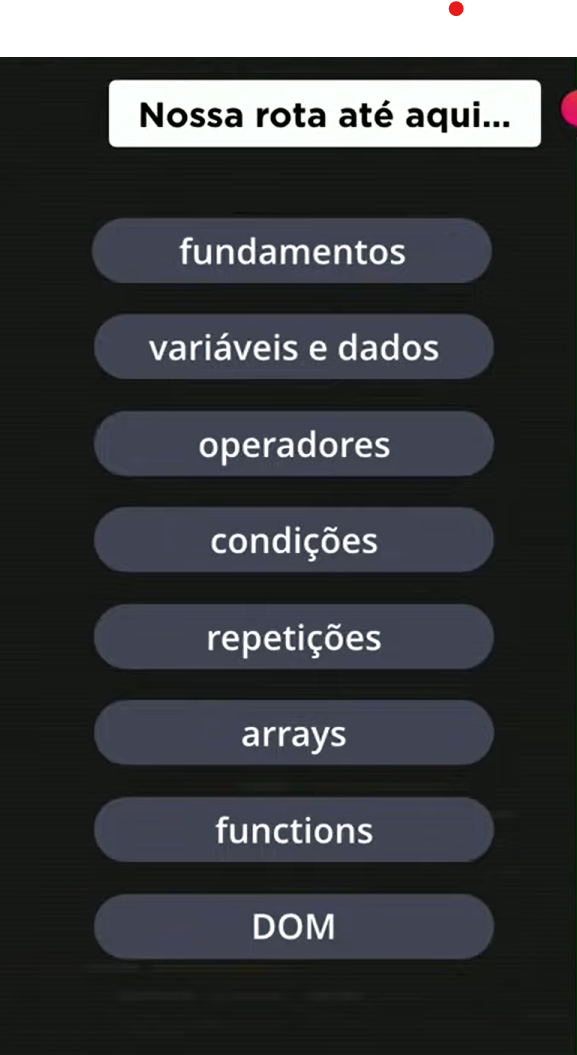 Nossa rota até aqui...
fundamentos
variáveis e dados
operadores
condições
repetições
arrays
functions
DOM